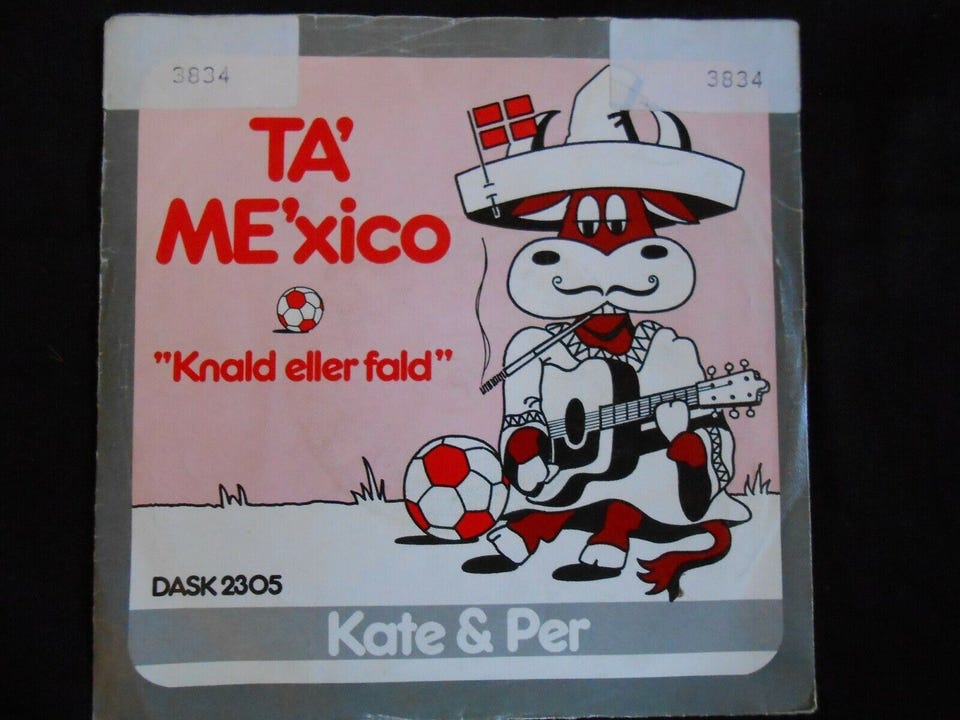 3834
3834
TA'
ME'xico
"Knald eller fald"
DASK 2305
Kate & Per